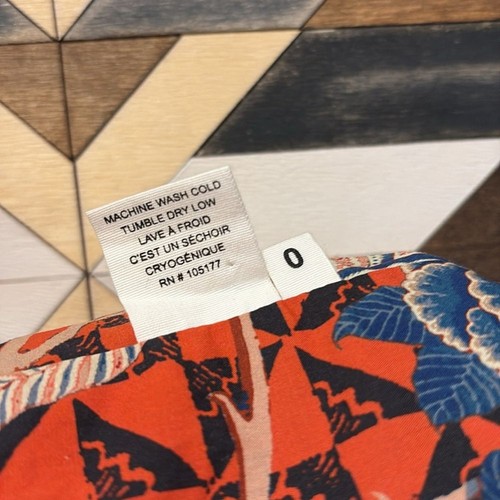 MACHINE WASH COLD
TUMBLE DRY LOW
LAVE À FROID
C'EST UN SÉCHOIR
CRYOGÉNIQUE
RN # 105177
0